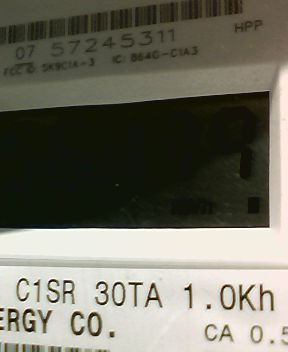 07 57245311
HPP
FCC ID: SK9C1A-3 IC: 864G-C1A3
9
C1SR 30TA 1.0Kh
ERGY CO.
CA 0.5